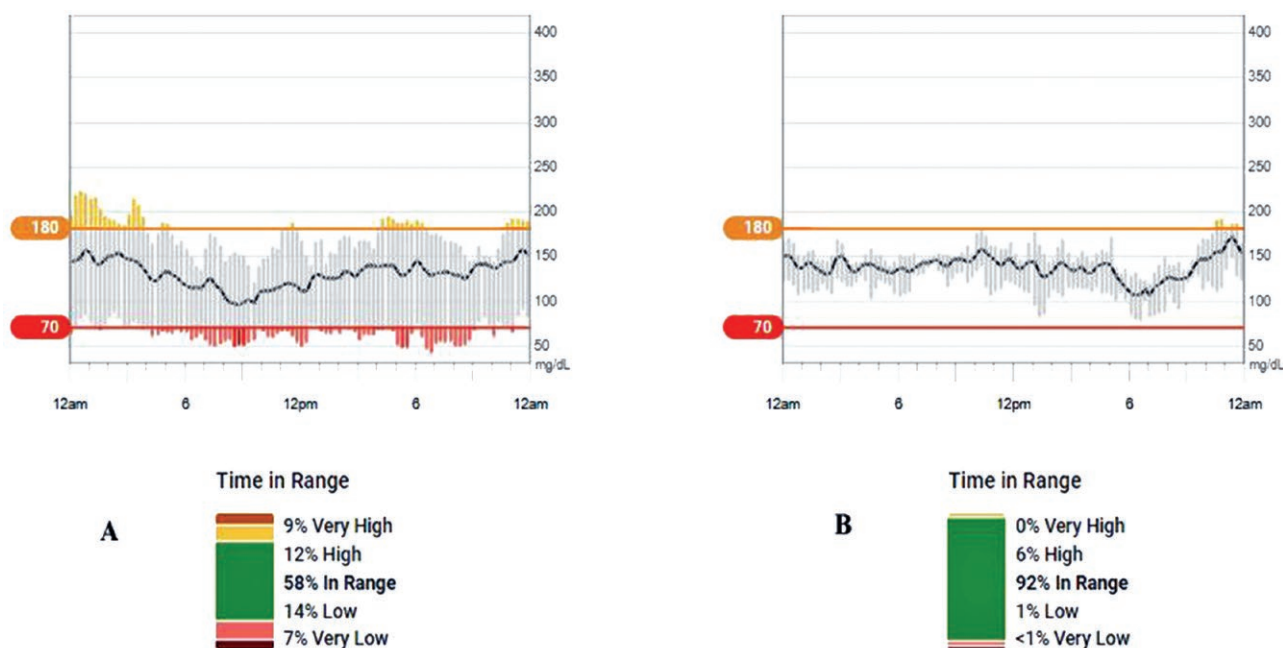 400
350
300
250
200
180
150
100
70
50
mg/dL
12am 6 12pm 6 12am
400
350
300
250
200
180
150
100
70
50
mg/dL
12am 6 12pm 6 12am
Time in Range
A
9% Very High
12% High
58% In Range
14% Low
7% Very Low
Time in Range
B
0% Very High
6% High
92% In Range
1% Low
<1% Very Low